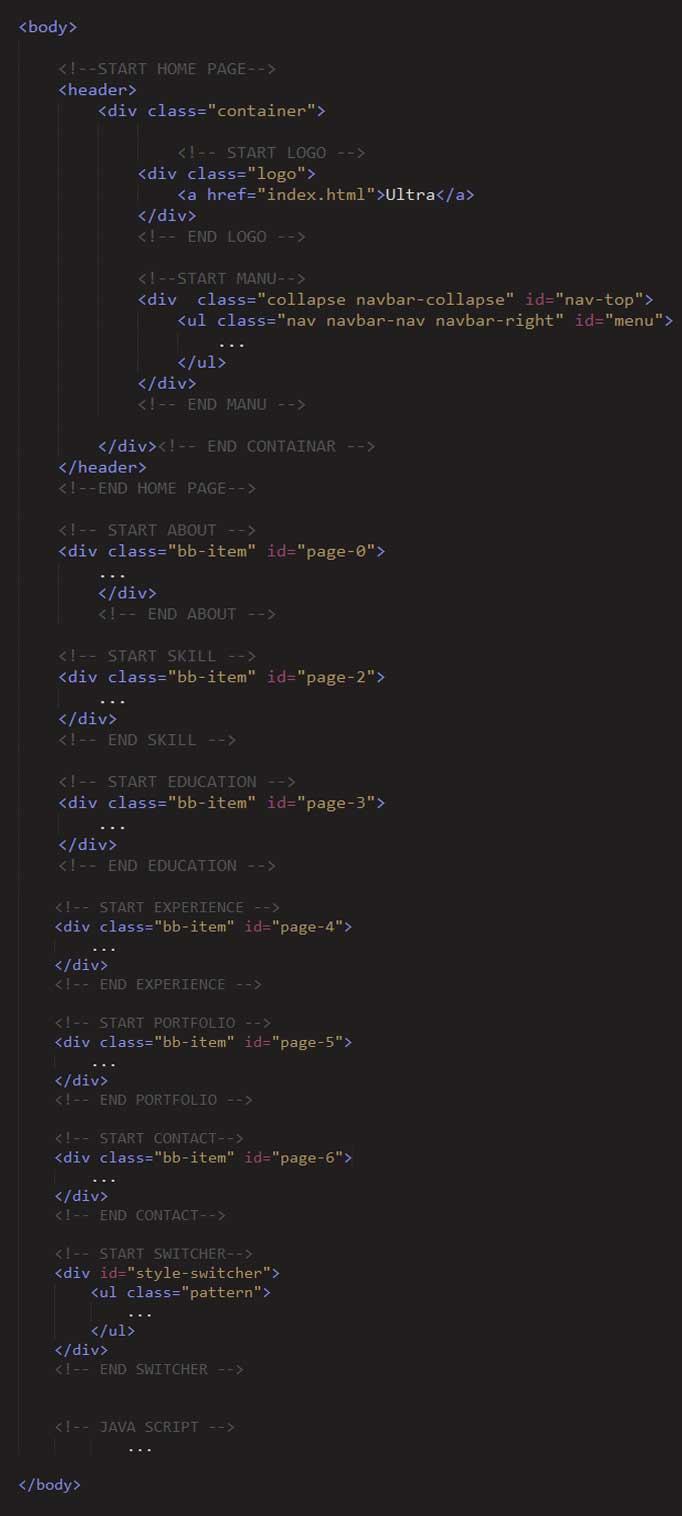 <body>
<!--START HOME PAGE-->
<header>
<div class="container">
<!-- START LOGO -->
<div class="logo">
<a href="index.html">Ultra</a>
</div>
<!-- END LOGO -->
<!--START MANU-->
<div  class="collapse navbar-collapse" id="nav-top">
<ul class="nav navbar-nav navbar-right" id="menu">
...
</ul>
</div>
<!-- END MANU -->
</div><!-- END CONTAINAR -->
</header>
<!--END HOME PAGE-->
<!-- START ABOUT -->
<div class="bb-item" id="page-0">
...
</div>
<!-- END ABOUT -->
<!-- START SKILL -->
<div class="bb-item" id="page-2">
...
</div>
<!-- END SKILL -->
<!-- START EDUCATION -->
<div class="bb-item" id="page-3">
...
</div>
<!-- END EDUCATION -->
<!-- START EXPERIENCE -->
<div class="bb-item" id="page-4">
...
</div>
<!-- END EXPERIENCE -->
<!-- START PORTFOLIO -->
<div class="bb-item" id="page-5">
...
</div>
<!-- END PORTFOLIO -->
<!-- START CONTACT-->
<div class="bb-item" id="page-6">
...
</div>
<!-- END CONTACT-->
<!-- START SWITCHER-->
<div id="style-switcher">
<ul class="pattern">
...
</ul>
</div>
<!-- END SWITCHER -->
<!-- JAVA SCRIPT -->
...
</body>